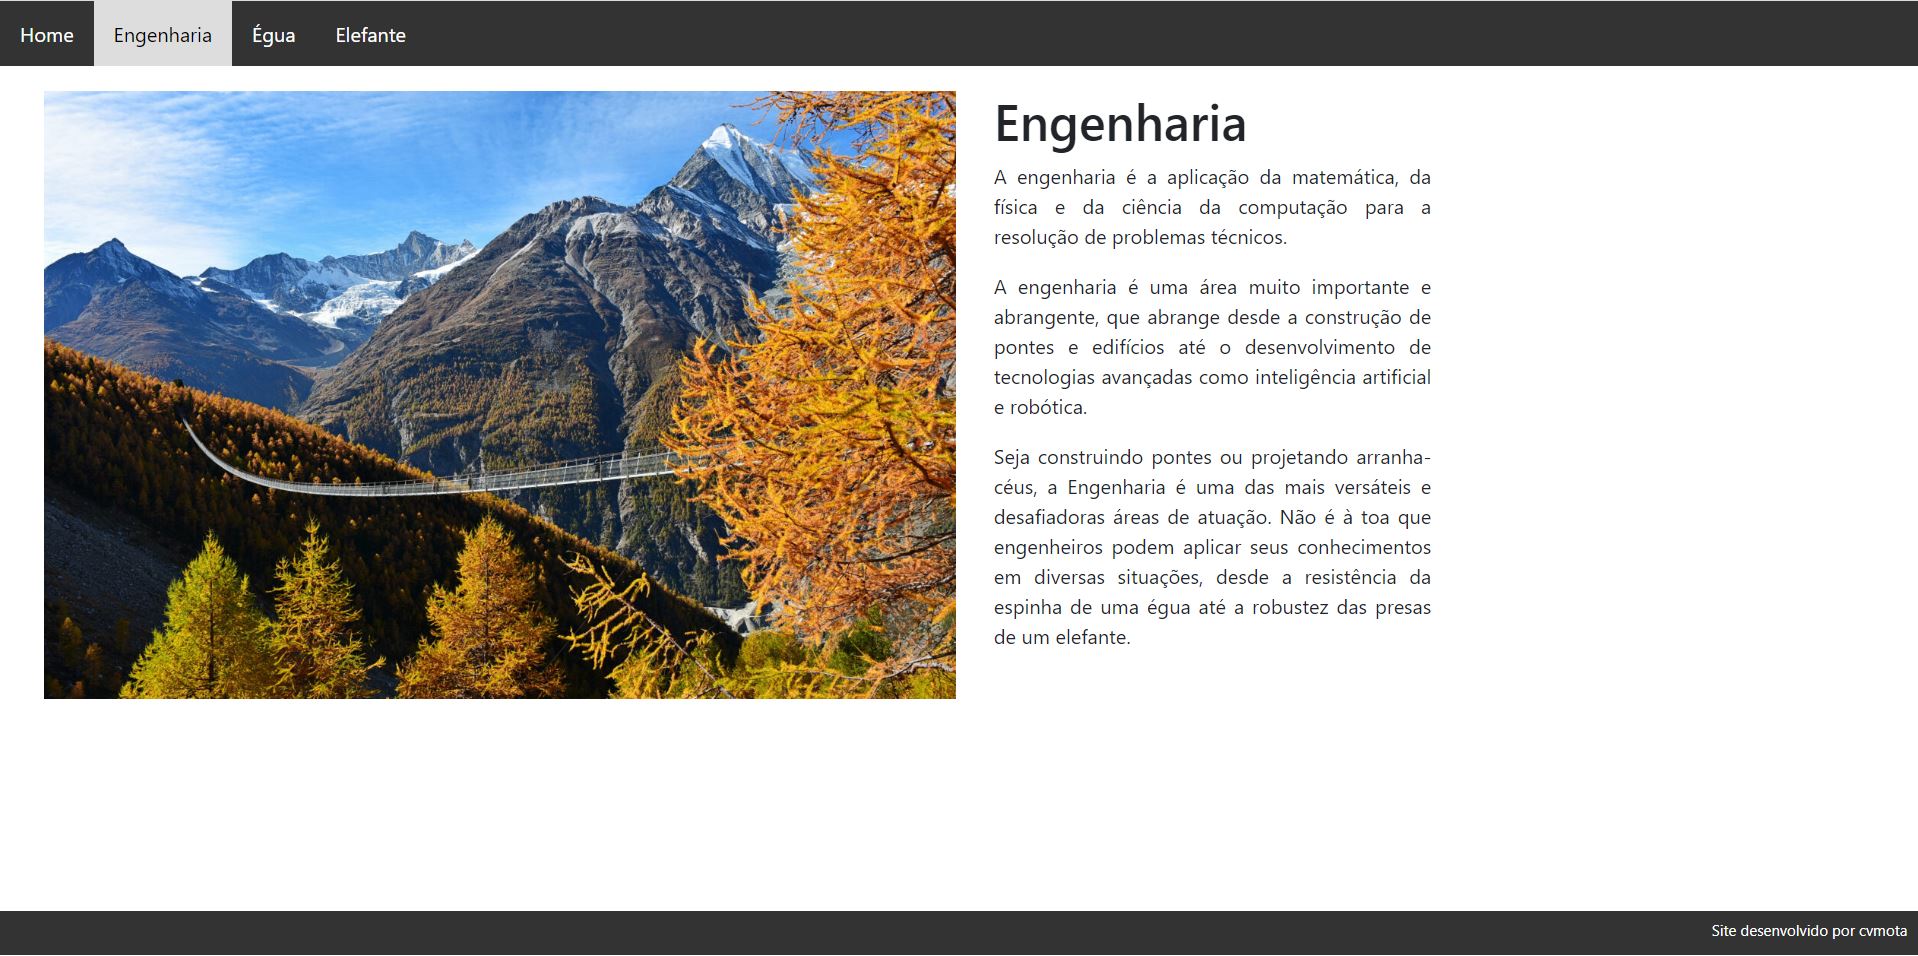 Home Engenharia Égua Elefante
Engenharia
A engenharia é a aplicação da matemática, da
física e da ciência da computação para a
resolução de problemas técnicos.
A engenharia é uma área muito importante e
abrangente, que abrange desde a construção de
pontes e edifícios até o desenvolvimento de
tecnologias avançadas como inteligência artificial
e robótica.
Seja construindo pontes ou projetando arranha-
céus, a Engenharia é uma das mais versáteis e
desafiadoras áreas de atuação. Não é à toa que
engenheiros podem aplicar seus conhecimentos
em diversas situações, desde a resistência da
espinha de uma égua até a robustez das presas
de um elefante.
Site desenvolvido por cvmota